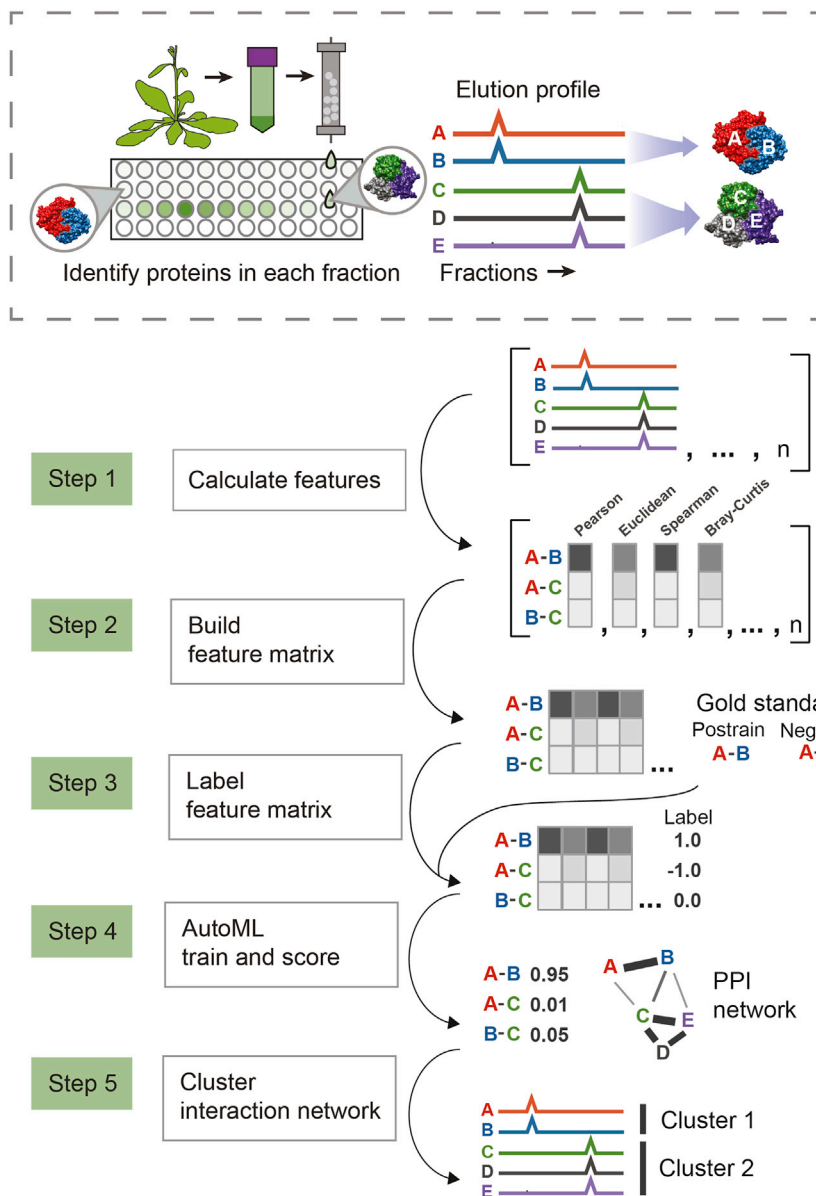 Elution profile
A
B
C
D
E
A B
C
D E
Identify proteins in each fraction
Fractions
A
B
C
D
E
, ... , n
Step 1
Calculate features
Pearson Euclidean Spearman Bray-Curtis
A-B
A-C
B-C
, , , , ... , n
Step 2
Build
feature matrix
A-B
A-C
B-C
...
Gold standa
Postrain Neg
A-B A-
Step 3
Label
feature matrix
Label
A-B 1.0
A-C -1.0
B-C ... 0.0
Step 4
AutoML
train and score
A-B 0.95
A-C 0.01
B-C 0.05
A B
C E
D
PPI
network
Step 5
Cluster
interaction network
A
B
C
D
E
Cluster 1
Cluster 2